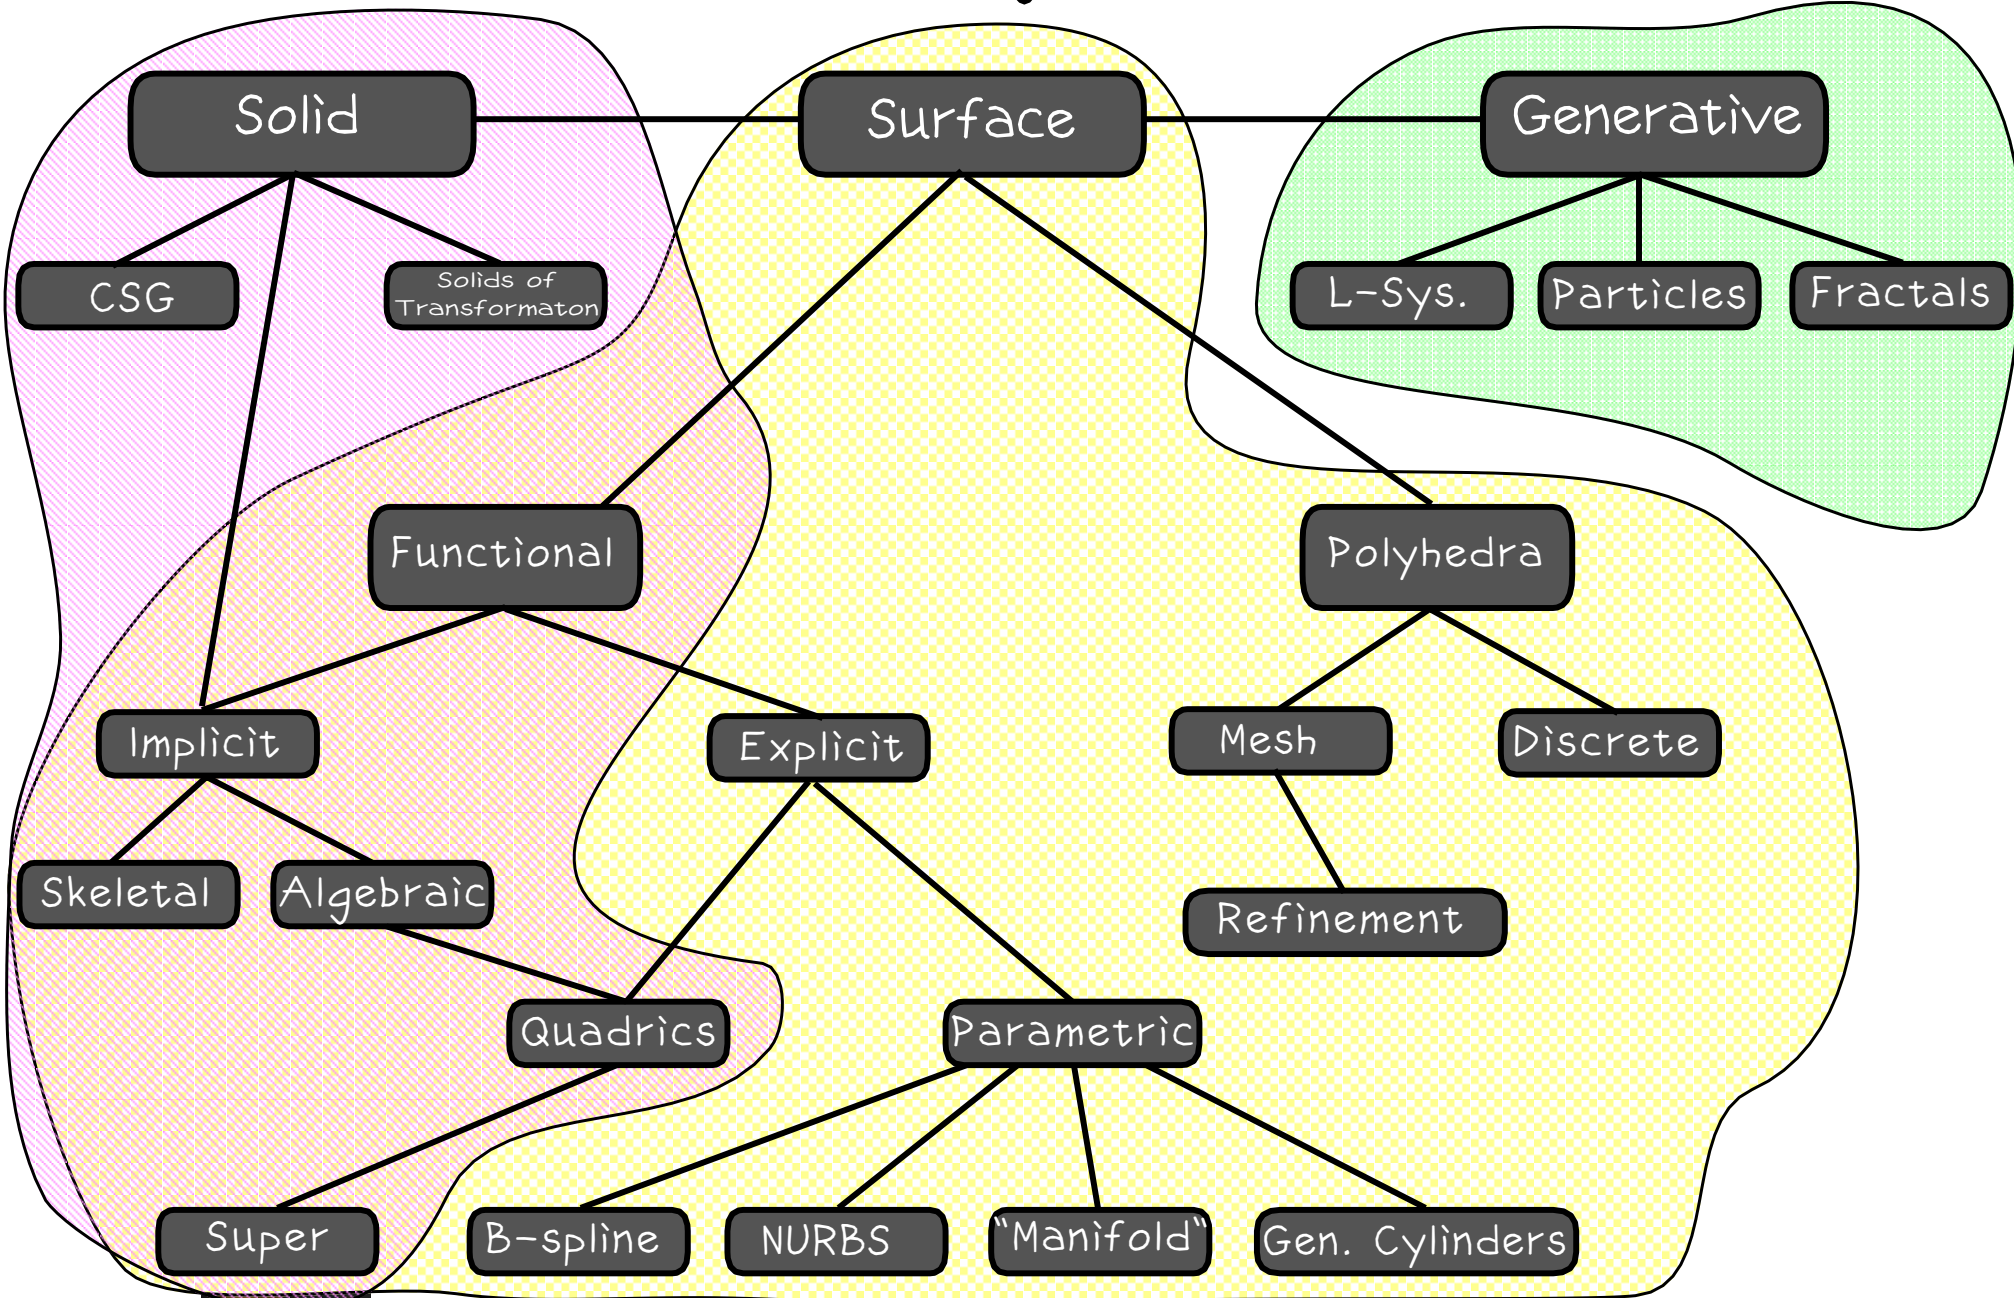 Solid
Surface
Generative
CSG
Solids of
Transformaton
L-Sys.
Particles
Fractals
Functional
Polyhedra
Implicit
Explicit
Mesh
Discrete
Skeletal
Algebraic
Refinement
Quadrics
Parametric
Super
B-spline
NURBS
"Manifold"
Gen. Cylinders